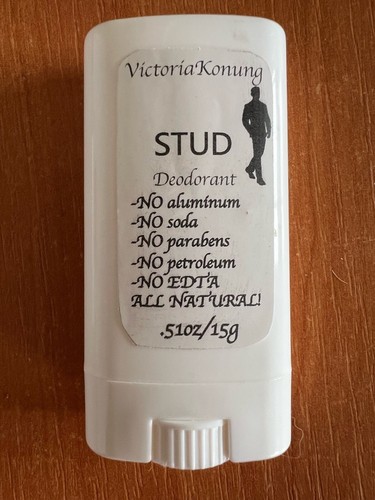 VictoriaKonung
STUD
Deodorant
-NO aluminum
-NO soda
-NO parabens
-NO petroleum
-NO EDTA
ALL NATURAL!
.51oz/15g